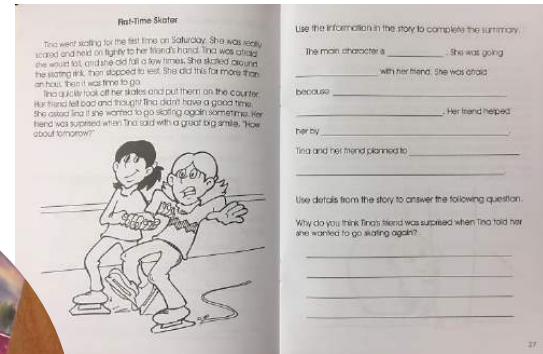 First-Time Skater
Tina went skating for the first time on Saturday. She was really
scared and held on tightly to her friend's hand. Tina was afraid
she would fall, and she did fall a few times. She skated around
the skating rink, then stopped to rest. She did this for more than
an hour, then it was time to go.
Tina quickly took off her skates and put them on the counter.
Her friend felt bad and thought Tina didn't have a good time.
She asked Tina if she wanted to go skating again sometime. Her
friend was surprised when Tina said with a great big smile, "How
about tomorrow?"
Use the information in the story to complete the summary.
The main character is __________. She was going
__________ with her friend. She was afraid
because __________
__________. Her friend helped
her by __________.
Tina and her friend planned to __________
__________.
Use details from the story to answer the following question.
Why do you think Tina's friend was surprised when Tina told her
she wanted to go skating again?
27